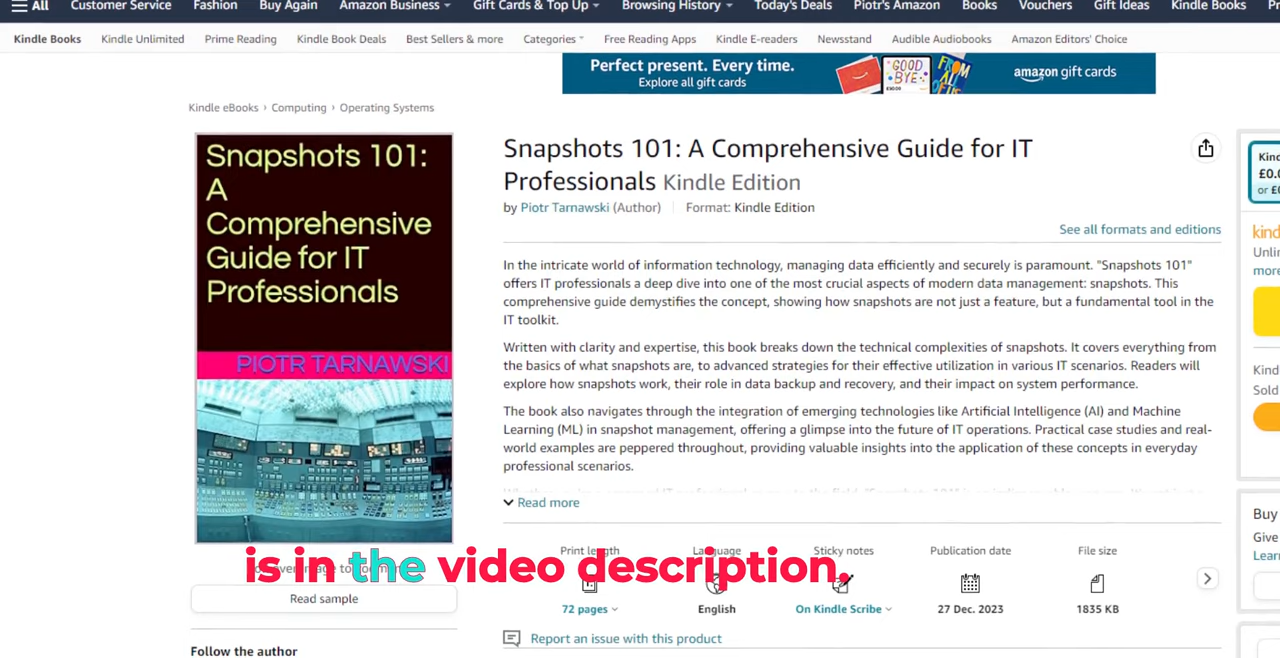 All Customer Service Fashion Buy Again Amazon Business Gift Cards & Top Up Browsing History Today's Deals Piotr's Amazon Books Vouchers Gift Ideas Kindle Books
Kindle Books Kindle Unlimited Prime Reading Kindle Book Deals Best Sellers & more Categories Free Reading Apps Kindle E-readers Newsstand Audible Audiobooks Amazon Editors' Choice
Perfect present. Every time.
Explore all gift cards
GOOD
BYE
amazon gift cards
Kindle eBooks › Computing › Operating Systems
Snapshots 101:
A
Comprehensive
Guide for IT
Professionals
PIOTR TARNAWSKI
Read sample
Follow the author
Snapshots 101: A Comprehensive Guide for IT
Professionals Kindle Edition
by Piotr Tarnawski (Author) Format: Kindle Edition
See all formats and editions
In the intricate world of information technology, managing data efficiently and securely is paramount. "Snapshots 101"
offers IT professionals a deep dive into one of the most crucial aspects of modern data management: snapshots. This
comprehensive guide demystifies the concept, showing how snapshots are not just a feature, but a fundamental tool in the
IT toolkit.
Written with clarity and expertise, this book breaks down the technical complexities of snapshots. It covers everything from
the basics of what snapshots are, to advanced strategies for their effective utilization in various IT scenarios. Readers will
explore how snapshots work, their role in data backup and recovery, and their impact on system performance.
The book also navigates through the integration of emerging technologies like Artificial Intelligence (AI) and Machine
Learning (ML) in snapshot management, offering a glimpse into the future of IT operations. Practical case studies and real-
world examples are peppered throughout, providing valuable insights into the application of these concepts in everyday
professional scenarios.
Read more
Print length Language Sticky notes Publication date File size
is in the video description.
72 pages English On Kindle Scribe 27 Dec. 2023 1835 KB
Report an issue with this product
Kind
£0.0
or £
kind
Unli
more
Kind
Sold
Buy
Give
Learn